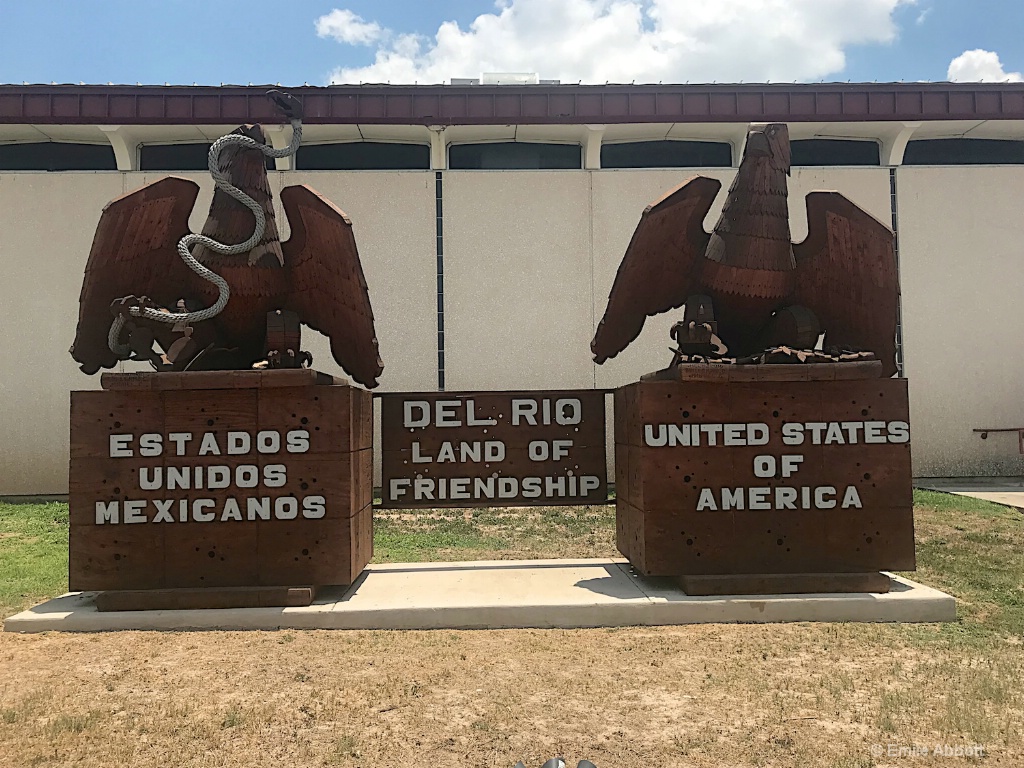 ESTADOS
UNIDOS
MEXICANOS
DEL RIO
LAND OF
FRIENDSHIP
UNITED STATES
OF
AMERICA
© Emile Abbott